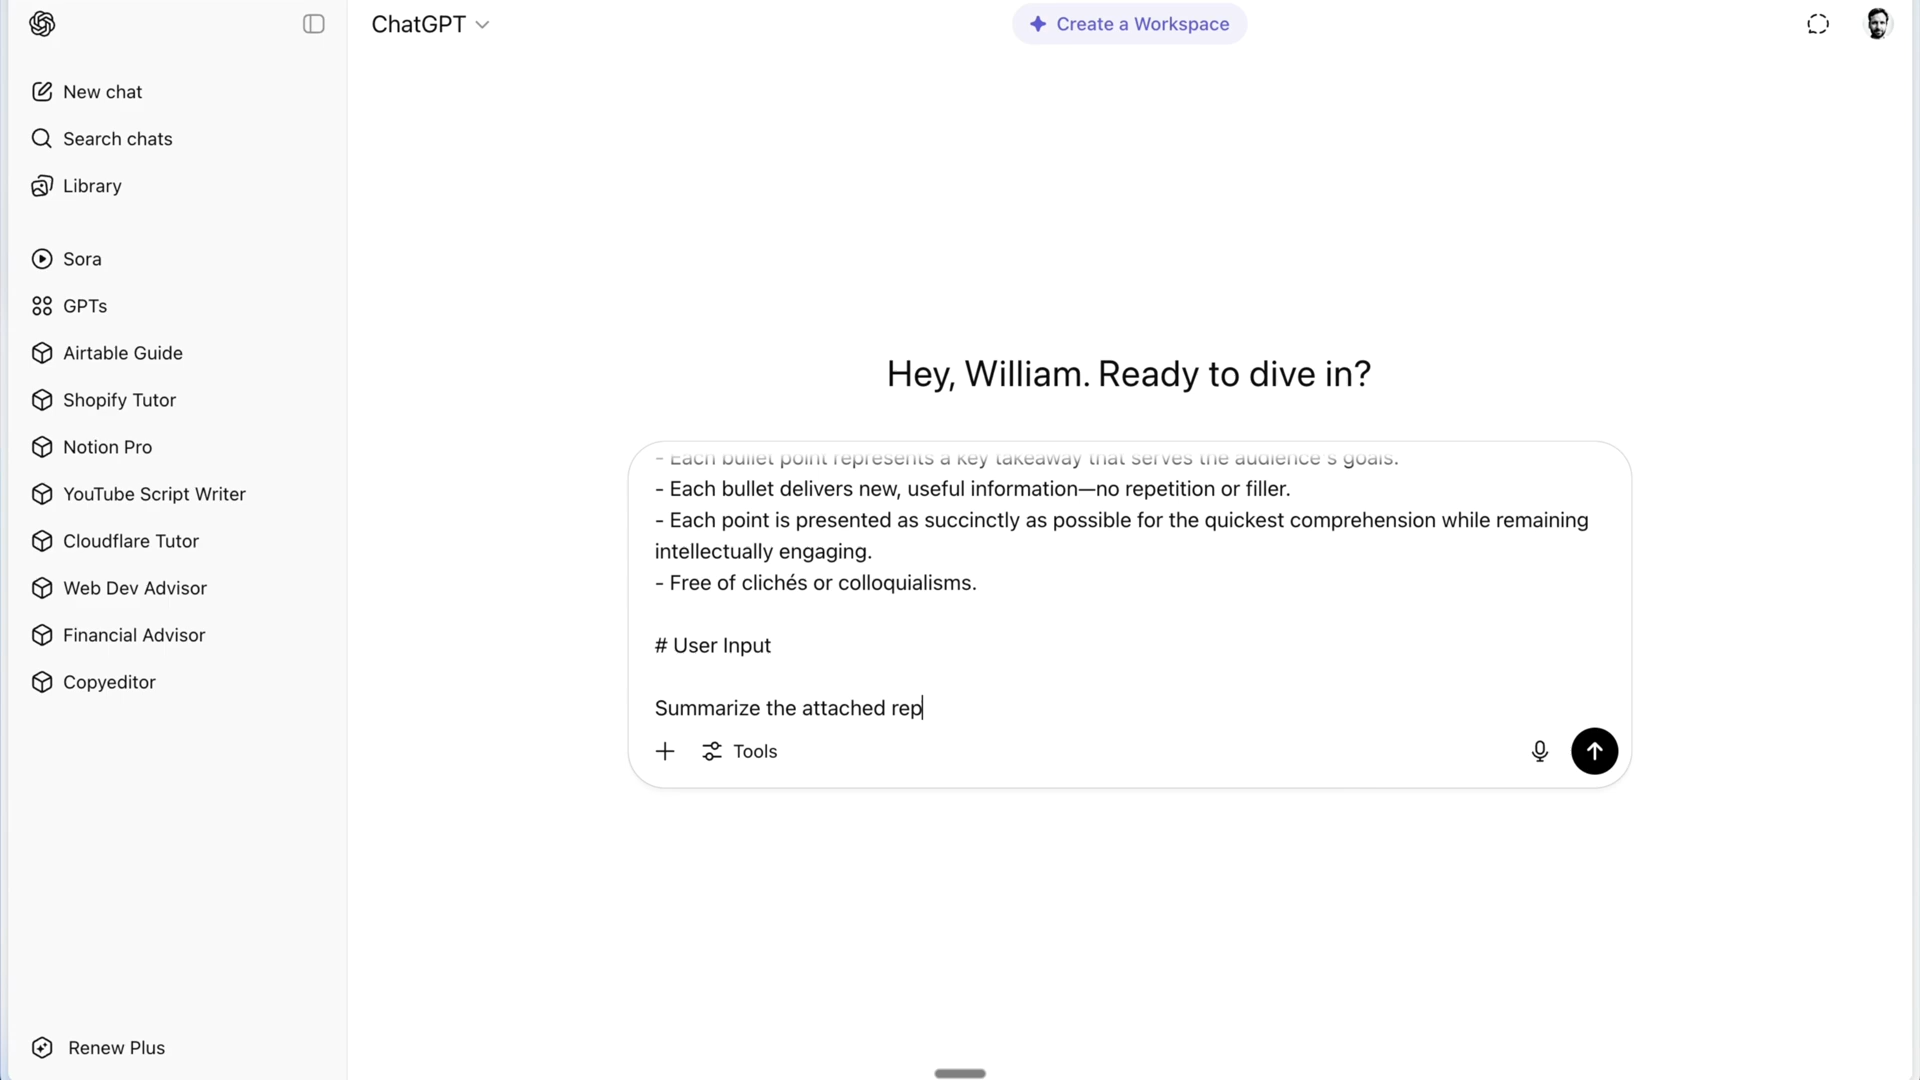 ChatGPT
Create a Workspace
New chat
Search chats
Library
Sora
GPTs
Airtable Guide
Shopify Tutor
Notion Pro
YouTube Script Writer
Cloudflare Tutor
Web Dev Advisor
Financial Advisor
Copyeditor
Renew Plus
Hey, William. Ready to dive in?
- Each bullet point represents a key takeaway that serves the audience's goals.
- Each bullet delivers new, useful information—no repetition or filler.
- Each point is presented as succinctly as possible for the quickest comprehension while remaining
intellectually engaging.
- Free of clichés or colloquialisms.
# User Input
Summarize the attached rep
Tools